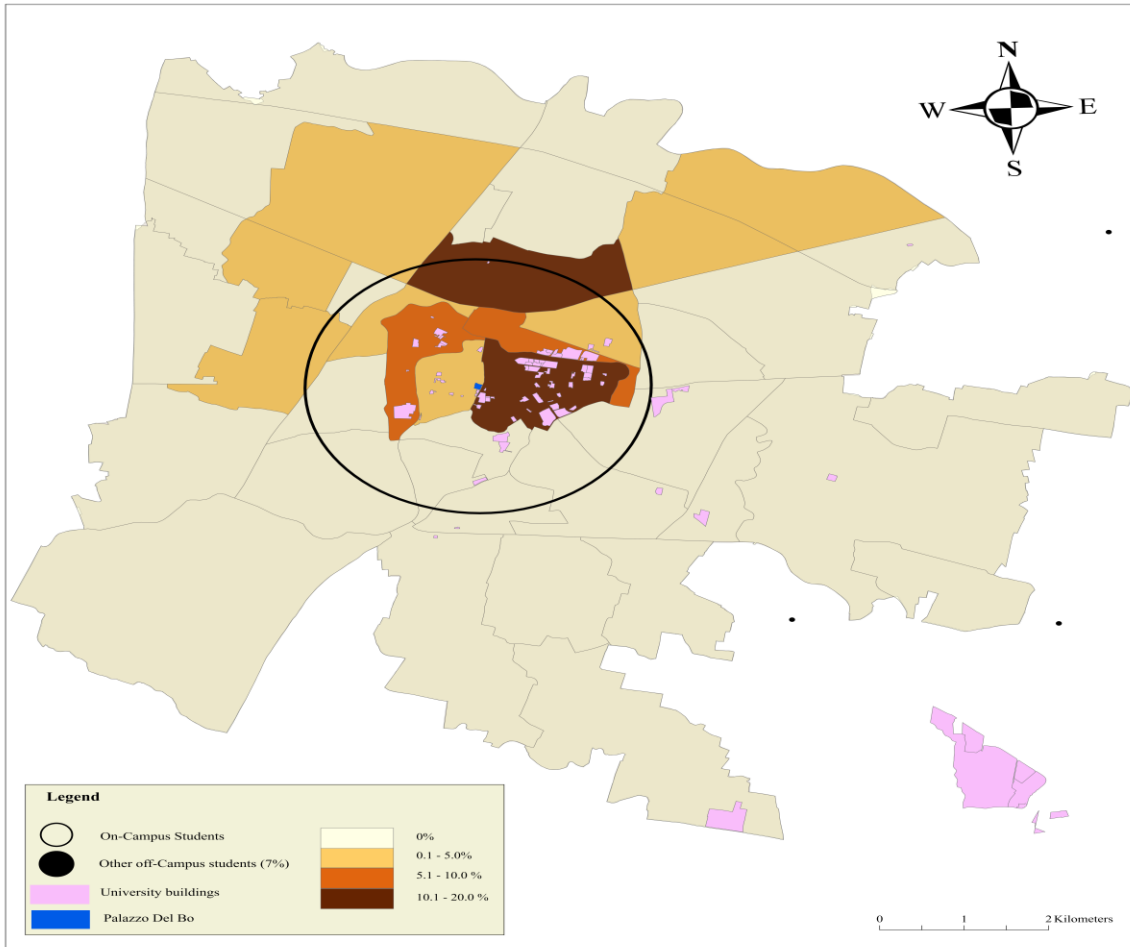 N
W E
S
Legend
On-Campus Students
Other off-Campus students (7%)
University buildings
Palazzo Del Bo
0%
0.1 - 5.0%
5.1 - 10.0 %
10.1 - 20.0 %
0 1 2 Kilometers